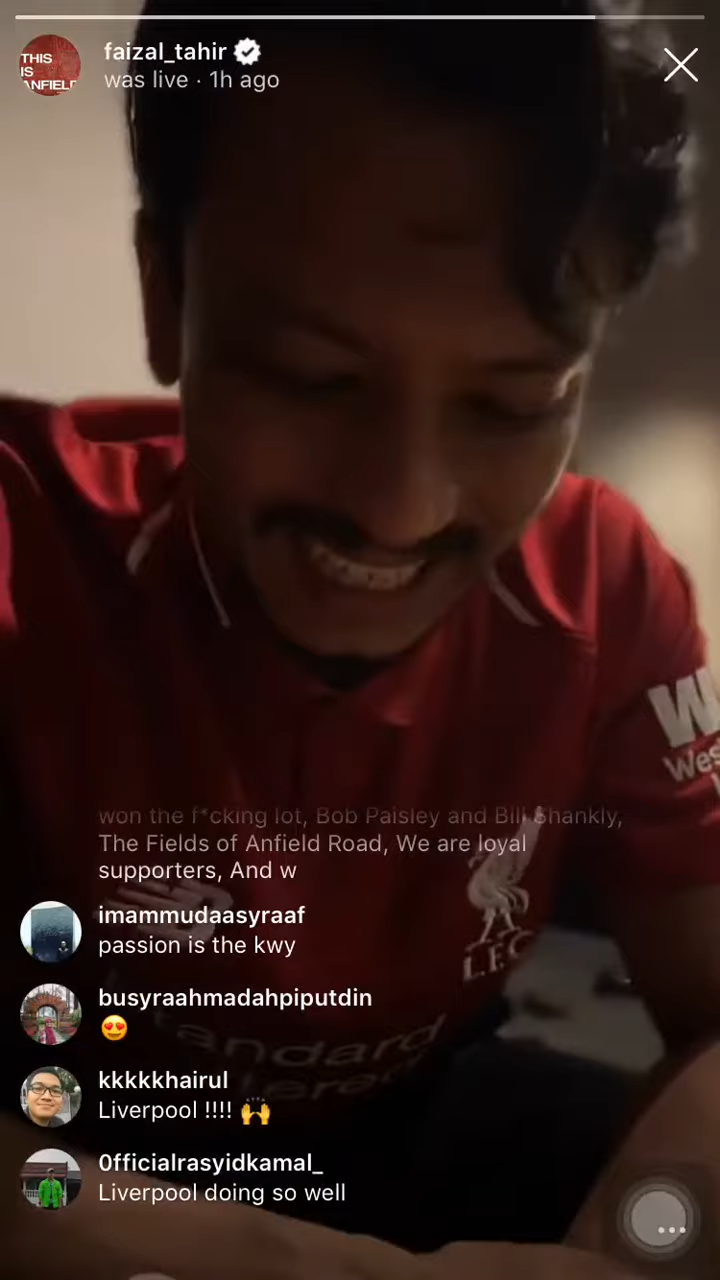 faizal_tahir
was live · 1h ago
THIS
IS
won the f*cking lot, Bob Paisley and Bill Shankly,
The Fields of Anfield Road, We are loyal
supporters, And w
imammudaasyraaf
passion is the kwy
busyraahmadahpiputdin
😍
kkkkkhairul
Liverpool !!!! 🙌
0fficialrasyidkamal_
Liverpool doing so well
W
Wes
LFC